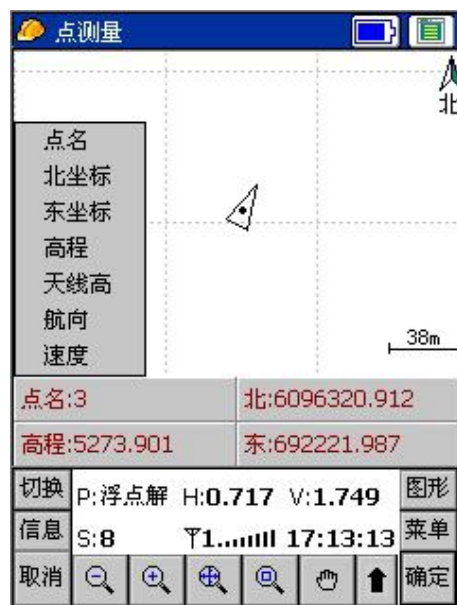 点测量
北
点名
北坐标
东坐标
高程
天线高
航向
速度
38m
点名:3 北:6096320.912
高程:5273.901 东:692221.987
切换 P:浮点解 H:0.717 V:1.749 图形
信息 S:8 1 17:13:13 菜单
取消 确定